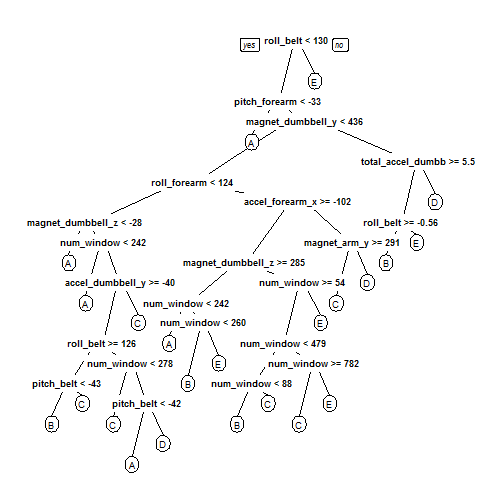 yes roll_belt < 130 no
E
pitch_forearm < -33
magnet_dumbbell_y < 436
A
total_accel_dumbb >= 5.5
roll_forearm < 124
accel_forearm_x >= -102
D
magnet_dumbbell_z < -28
roll_belt >= -0.56
num_window < 242
magnet_arm_y >= 291
E
A
magnet_dumbbell_z >= 285
B
accel_dumbbell_y >= -40
num_window >= 54
D
A
num_window < 242
C
C
num_window < 260
E
roll_belt >= 126
A
num_window < 479
num_window < 278
E
num_window >= 782
pitch_belt < -43
B
num_window < 88
C
pitch_belt < -42
C
E
B
C
B
C
D
A